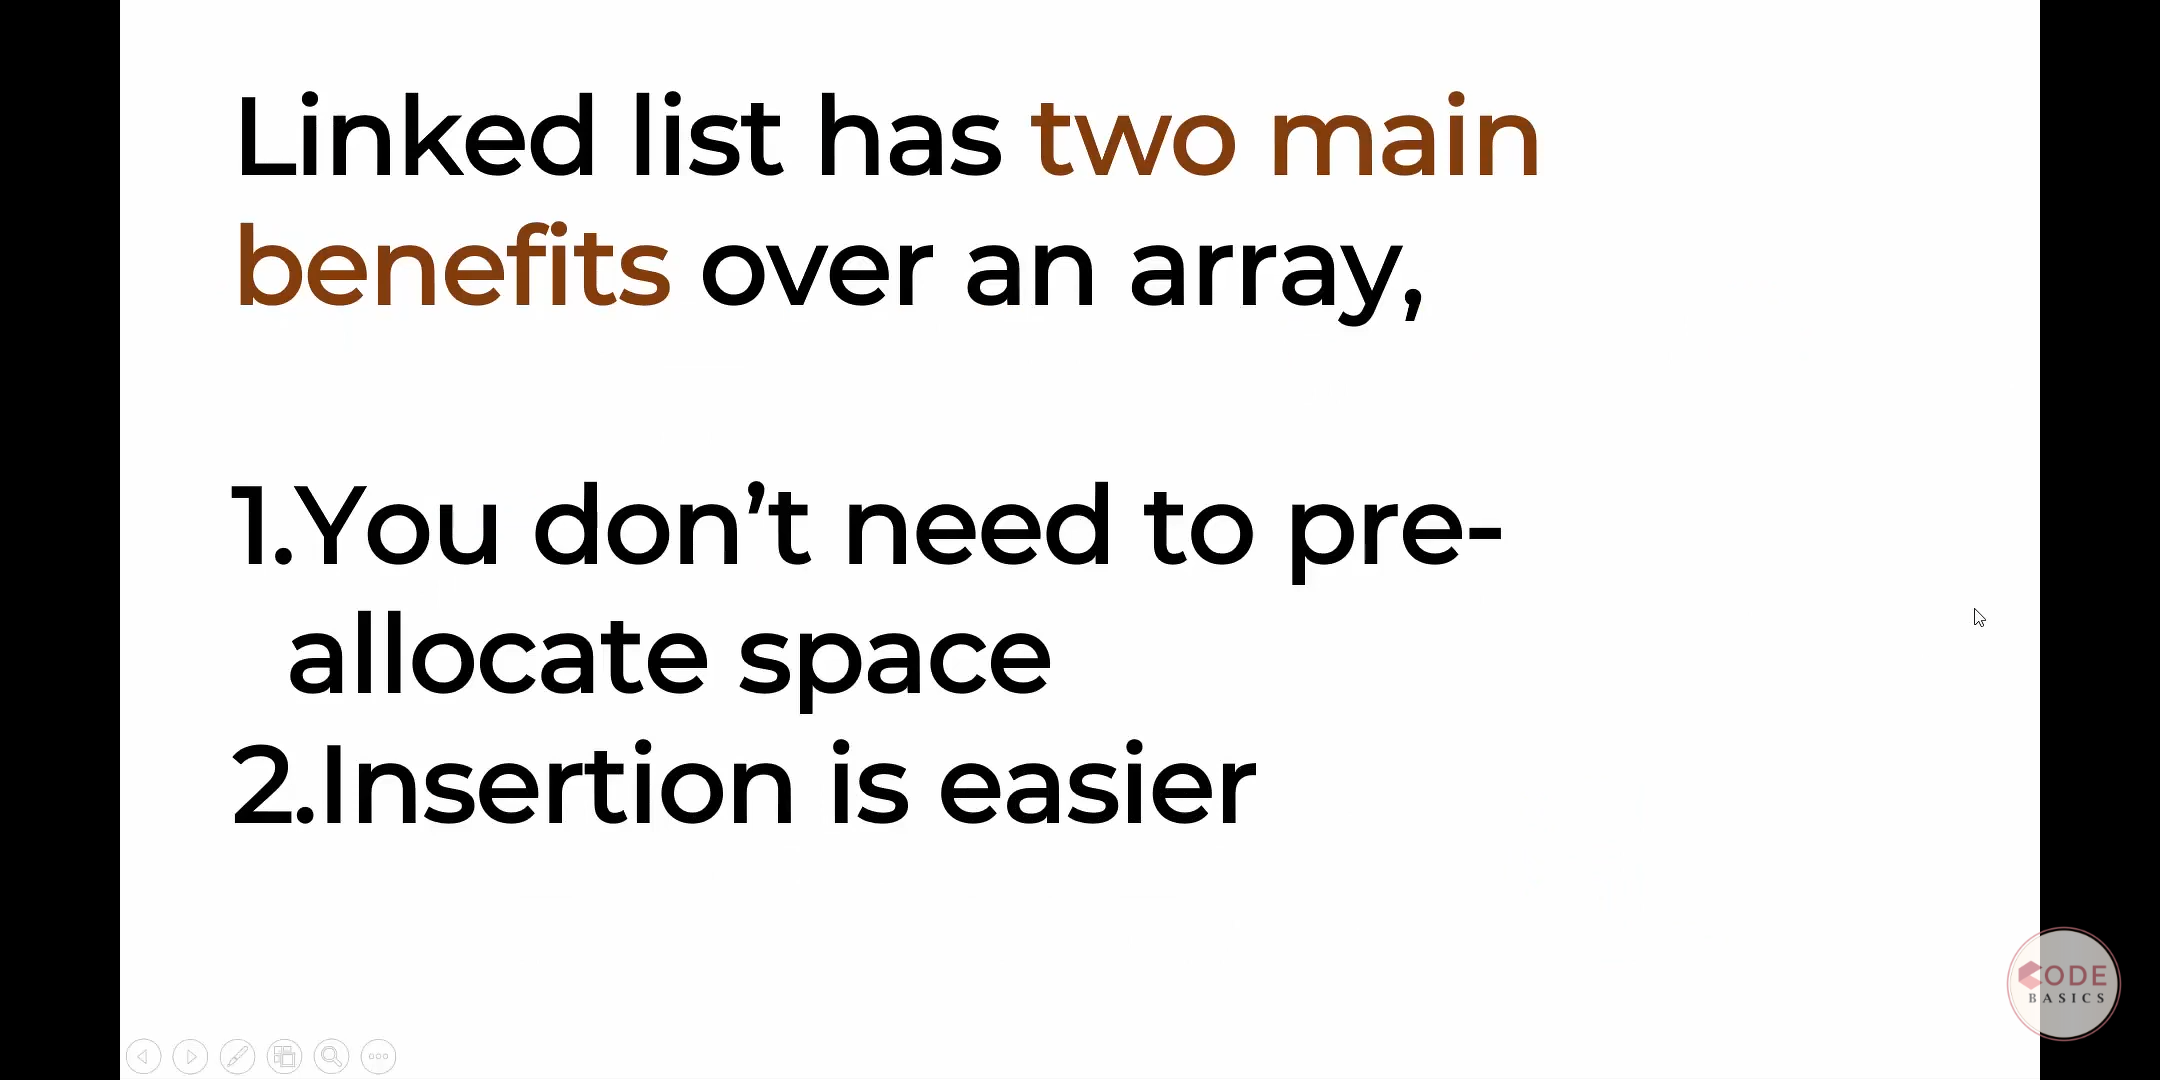 Linked list has two main
benefits over an array,
1.You don’t need to pre-
allocate space
2.Insertion is easier
CODE
BASICS